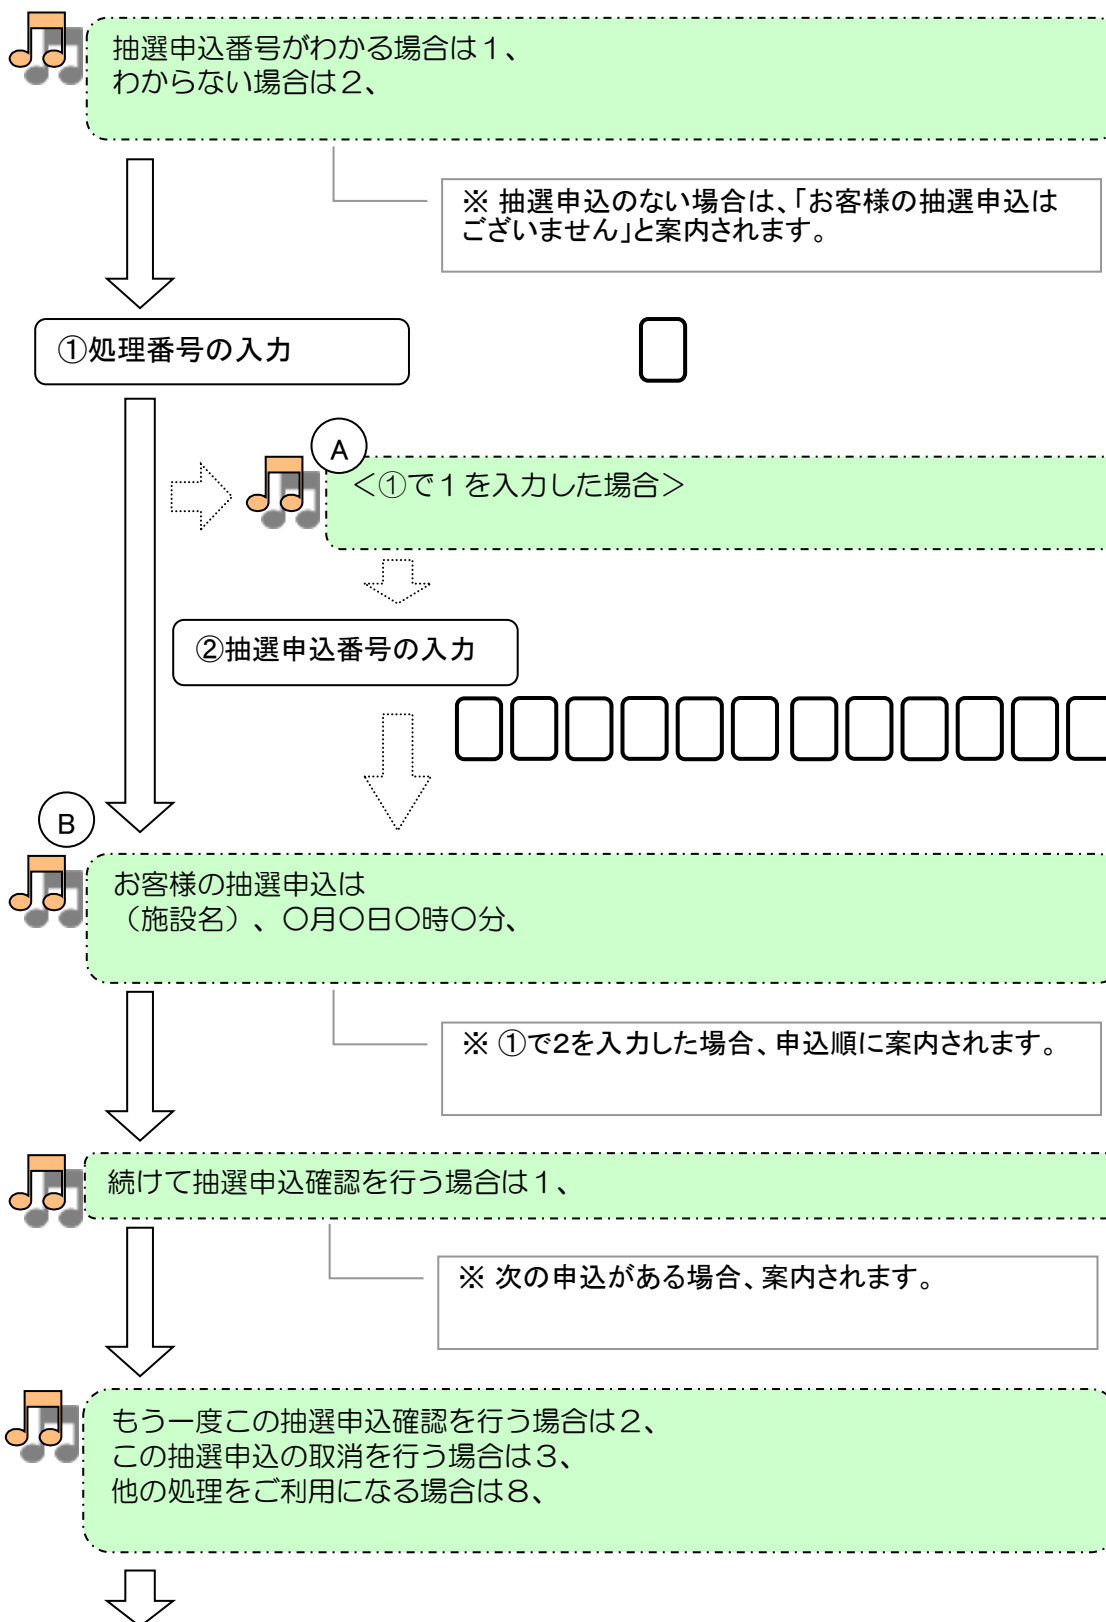 抽選申込番号がわかる場合は１、
わからない場合は２、
※ 抽選申込のない場合は、「お客様の抽選申込は
ございません」と案内されます。
①処理番号の入力
A
＜①で１を入力した場合＞
②抽選申込番号の入力
B
お客様の抽選申込は
（施設名）、〇月〇日〇時〇分、
※ ①で2を入力した場合、申込順に案内されます。
続けて抽選申込確認を行う場合は１、
※ 次の申込がある場合、案内されます。
もう一度この抽選申込確認を行う場合は２、
この抽選申込の取消を行う場合は３、
他の処理をご利用になる場合は８、